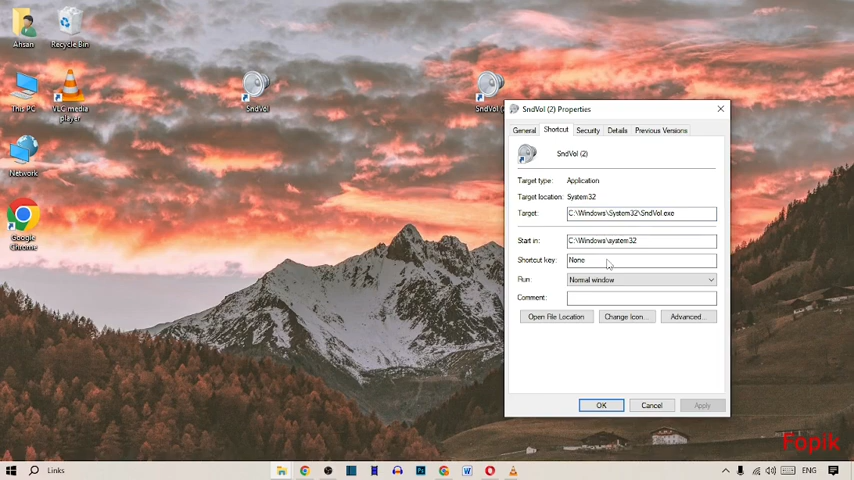 Ahsan
Recycle Bin
This PC
VLC media
player
SndVol
SndVol (
Network
Google
Chrome
SndVol (2) Properties
General
Shortcut
Security
Details
Previous Versions
SndVol (2)
Target type:
Application
Target location:
System32
Target:
C:\Windows\System32\SndVol.exe
Start in:
C:\Windows\system32
Shortcut key:
None
Run:
Normal window
Comment:
Open File Location
Change Icon...
Advanced...
OK
Cancel
Apply
Fopik
Links
ENG